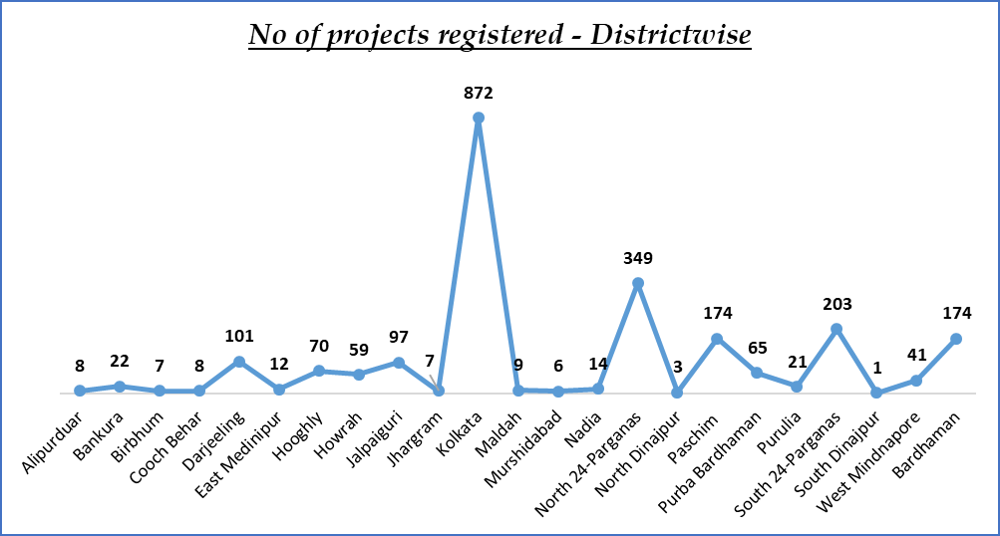 No of projects registered - Districtwise
872
349
203
174
174
101
97
70
65
59
41
22
21
14
12
8
7
8
7
9
6
3
1
Alipurduar
Bankura
Birbhum
Cooch Behar
Darjeeling
East Medinipur
Hooghly
Howrah
Jalpaiguri
Jhargram
Kolkata
Maldah
Murshidabad
Nadia
North 24-Parganas
North Dinajpur
Paschim
Purba Bardhaman
Purulia
South 24-Parganas
South Dinajpur
West Mindnapore
Bardhaman